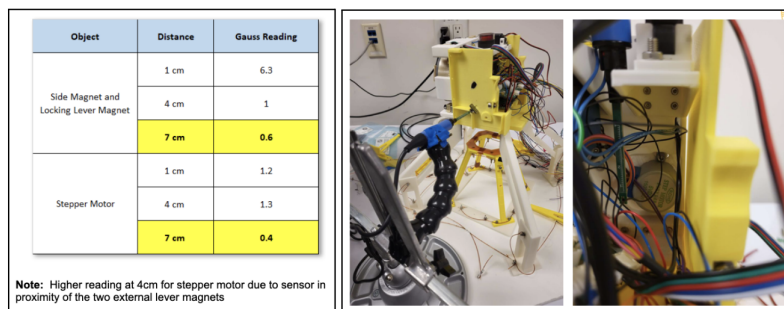 Object Distance Gauss Reading
1 cm 6.3
Side Magnet and
Locking Lever Magnet
4 cm 1
7 cm 0.6
1 cm 1.2
Stepper Motor
4 cm 1.3
7 cm 0.4
Note: Higher reading at 4cm for stepper motor due to sensor in
proximity of the two external lever magnets